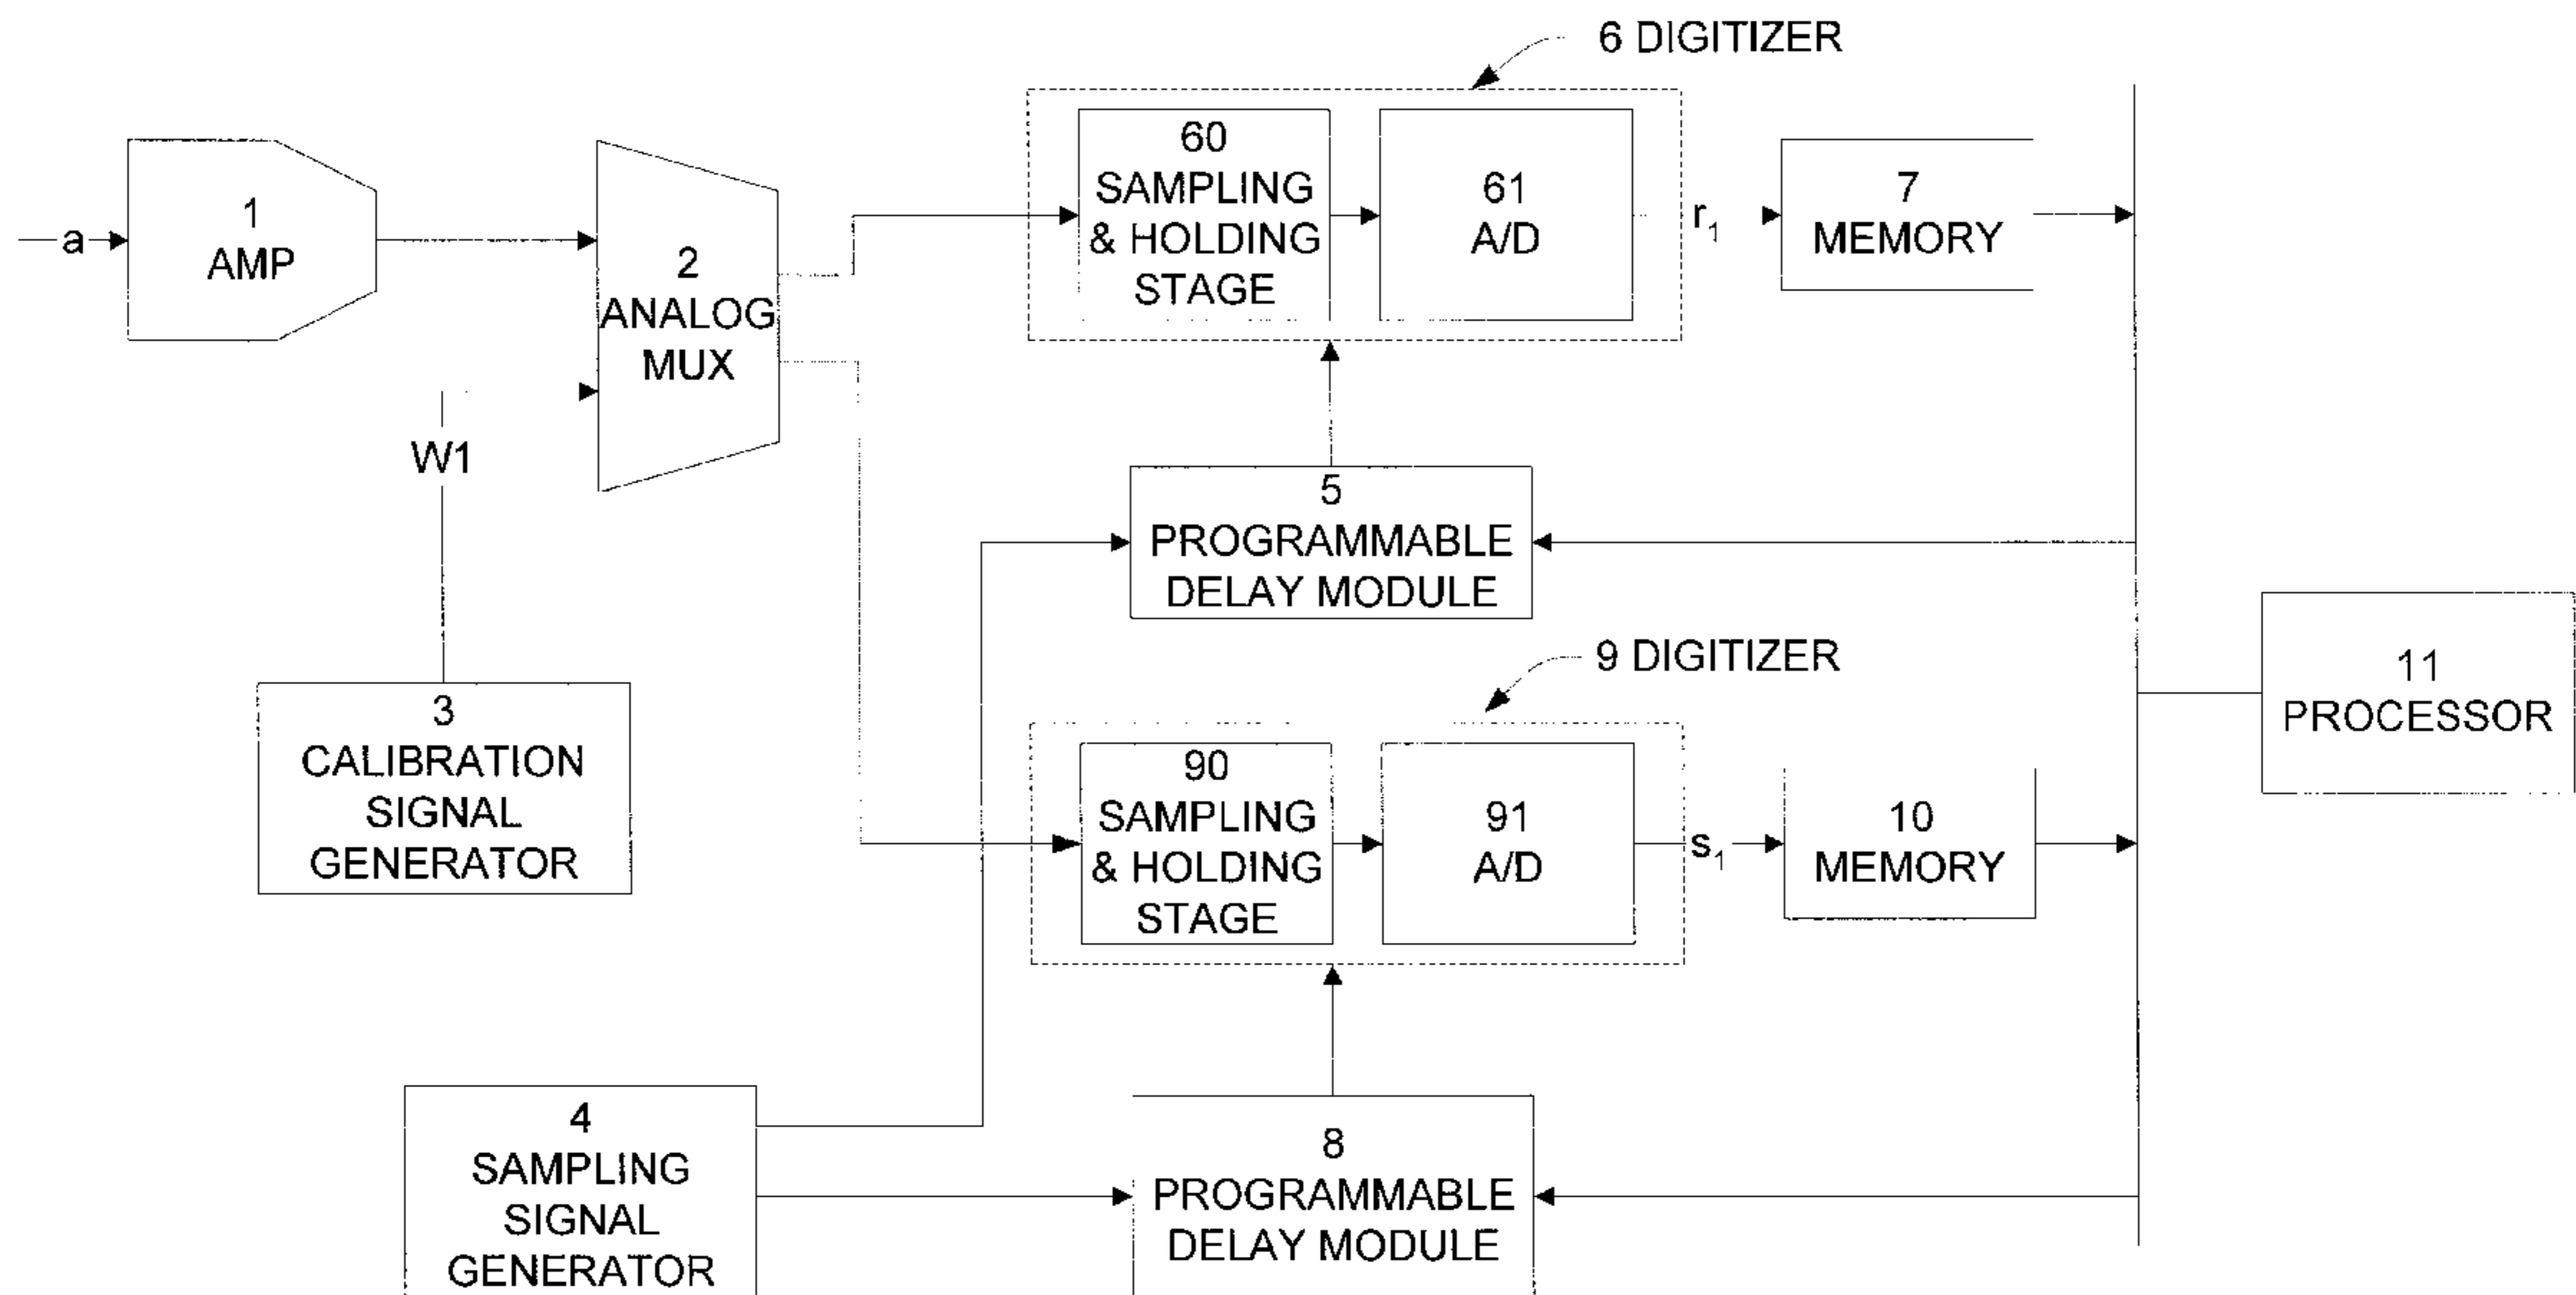 6 DIGITIZER
a
1
AMP
2
ANALOG
MUX
60
SAMPLING
& HOLDING
STAGE
61
A/D
r₁
7
MEMORY
W1
5
PROGRAMMABLE
DELAY MODULE
3
CALIBRATION
SIGNAL
GENERATOR
9 DIGITIZER
90
SAMPLING
& HOLDING
STAGE
91
A/D
s₁
10
MEMORY
11
PROCESSOR
4
SAMPLING
SIGNAL
GENERATOR
8
PROGRAMMABLE
DELAY MODULE